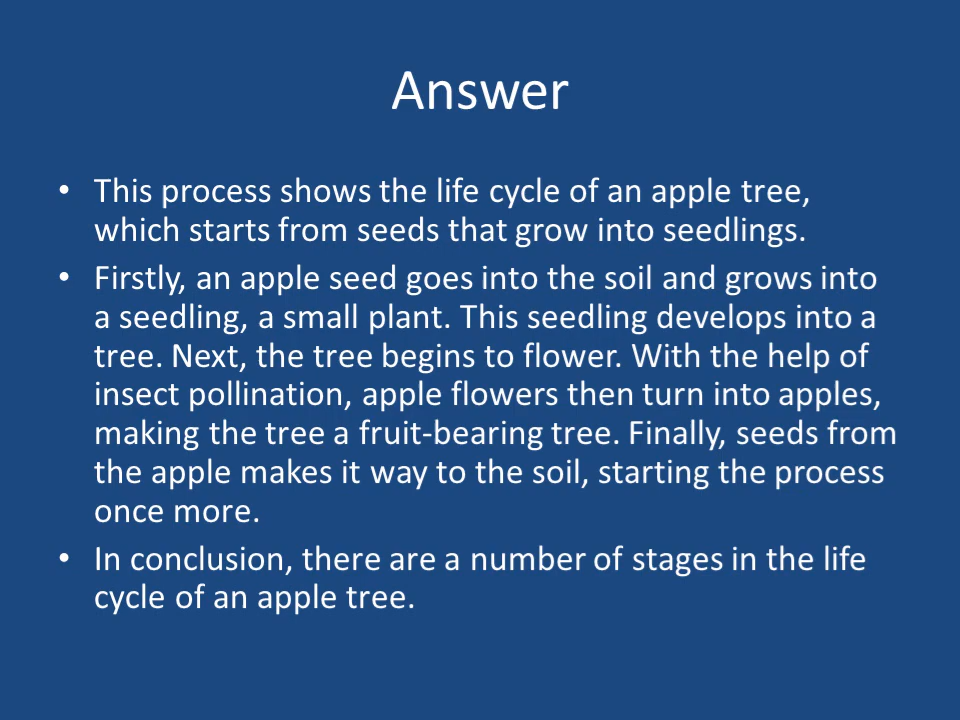 Answer
• This process shows the life cycle of an apple tree,
which starts from seeds that grow into seedlings.
• Firstly, an apple seed goes into the soil and grows into
a seedling, a small plant. This seedling develops into a
tree. Next, the tree begins to flower. With the help of
insect pollination, apple flowers then turn into apples,
making the tree a fruit-bearing tree. Finally, seeds from
the apple makes it way to the soil, starting the process
once more.
• In conclusion, there are a number of stages in the life
cycle of an apple tree.